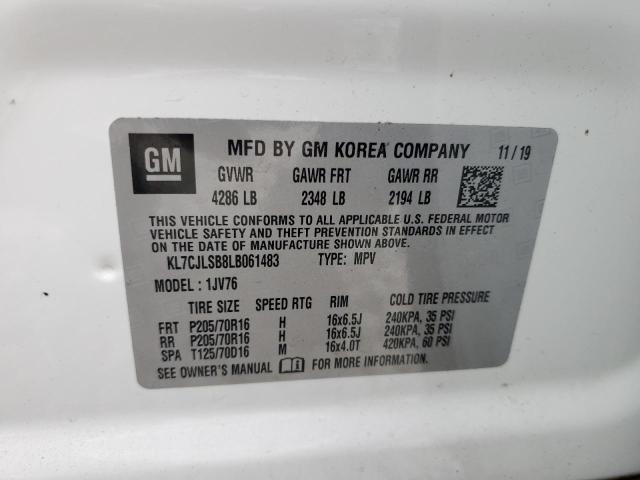 GM MFD BY GM KOREA COMPANY 11/19
GVWR GAWR FRT GAWR RR
4286 LB 2348 LB 2194 LB
THIS VEHICLE CONFORMS TO ALL APPLICABLE U.S. FEDERAL MOTOR
VEHICLE SAFETY AND THEFT PREVENTION STANDARDS IN EFFECT
ON THE DATE OF MANUFACTURE SHOWN ABOVE.
KL7CJLSB8LB061483 TYPE: MPV
MODEL: 1JV76
TIRE SIZE SPEED RTG RIM COLD TIRE PRESSURE
FRT P205/70R16 H 16x6.5J 240KPA, 35 PSI
RR P205/70R16 H 16x6.5J 240KPA, 35 PSI
SPA T125/70D16 M 16x4.0T 420KPA, 60 PSI
SEE OWNER'S MANUAL FOR MORE INFORMATION.